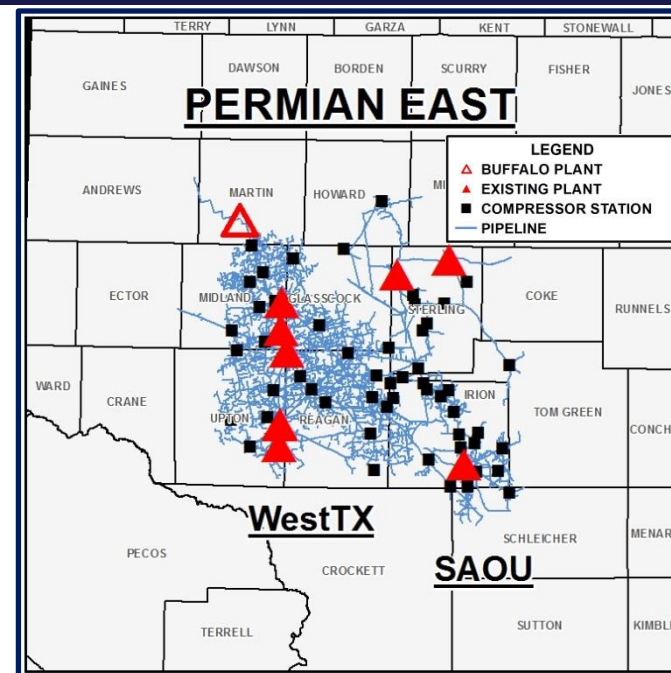 TERRY LYNN GARZA KENT STONEWALL
GAINES DAWSON BORDEN SCURRY FISHER JONES
PERMIAN EAST
LEGEND
BUFFALO PLANT
EXISTING PLANT
COMPRESSOR STATION
PIPELINE
ANDREWS MARTIN HOWARD MI
ECTOR MIDLAND GLASSCOCK STERLING COKE RUNNELS
WARD CRANE UPTON REAGAN IRION TOM GREEN CONCH
WestTX
SAOU
PECOS CROCKETT SCHLEICHER MENAR
TERRELL SUTTON KIMBL